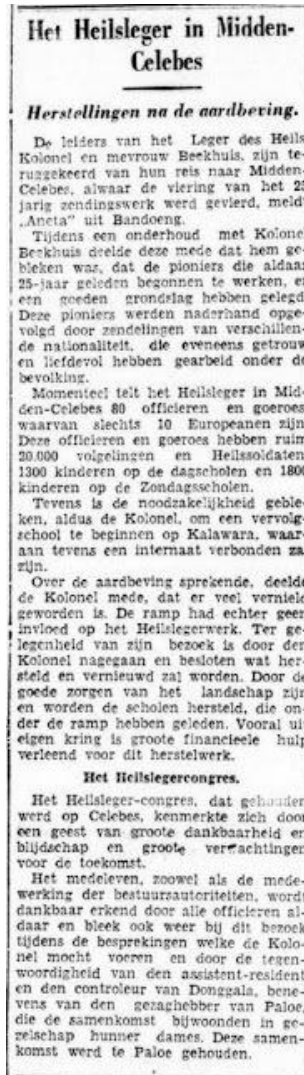 Het Heilsleger in Midden-
Celebes
Herstellingen na de aardbeving.
De leiders van het Leger des Heils
Kolonel en mevrouw Beekhuis, zijn te-
ruggekeerd van hun reis naar Midden-
Celebes, alwaar de viering van het 25
jarig zendingswerk werd gevierd, meld
„Aneta" uit Bandoeng.
Tijdens een onderhoud met Kolone
Beekhuis deelde deze mede dat hem ge-
bleken was, dat de pioniers die aldaa
25-jaar geleden begonnen te werken, e
een goeden grondslag hebben gelegd
Deze pioniers werden naderhand opge-
volgd door zendelingen van verschillen-
de nationaliteit, die eveneens getrouw
en liefdevol hebben gearbeid onder de
bevolking.
Momenteel telt het Heilsleger in Mid-
den-Celebes 80 officieren en goeroes
waarvan slechts 10 Europeanen zijn
Deze officieren en goeroes hebben ruim
20.000 volgelingen en Heilssoldaten
1300 kinderen op de dagscholen en 1800
kinderen op de Zondagsscholen.
Tevens is de noodzakelijkheid geble-
ken, aldus de Kolonel, om een vervolg-
school te beginnen op Kalawara, waar-
aan tevens een internaat verbonden za
zijn.
Over de aardbeving sprekende, deelde
de Kolonel mede, dat er veel verniel
geworden is. De ramp had echter geen
invloed op het Heilslegerwerk. Ter ge-
legenheid van zijn bezoek is door den
Kolonel nagegaan en besloten wat her-
steld en vernieuwd zal worden. Door de
goede zorgen van het landschap zijn
en worden de scholen hersteld, die on-
der de ramp hebben geleden. Vooral ui
eigen kring is groote financieele hulp
verleend voor dit herstelwerk.
Het Heilslegercongres.
Het Heilsleger-congres, dat gehouden
werd op Celebes, kenmerkte zich door
een geest van groote dankbaarheid en
blijdschap en groote verwachtingen
voor de toekomst.
Het medeleven, zoowel als de mede-
werking der bestuursautoriteiten, word
dankbaar erkend door alle officieren al-
daar en bleek ook weer bij dit bezoek
tijdens de besprekingen welke de Kolo-
nel mocht voeren en door de tegen-
woordigheid van den assistent-resident
en den controleur van Donggala, bene-
vens van den gezaghebber van Paloe,
die de samenkomst bijwoonden in ge-
zelschap hunner dames. Deze samen-
komst werd te Paloe gehouden.